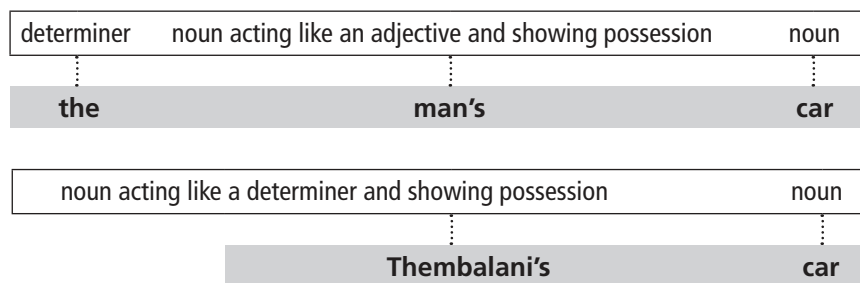 determiner noun acting like an adjective and showing possession noun
the man's car
noun acting like a determiner and showing possession noun
Thembalani's car